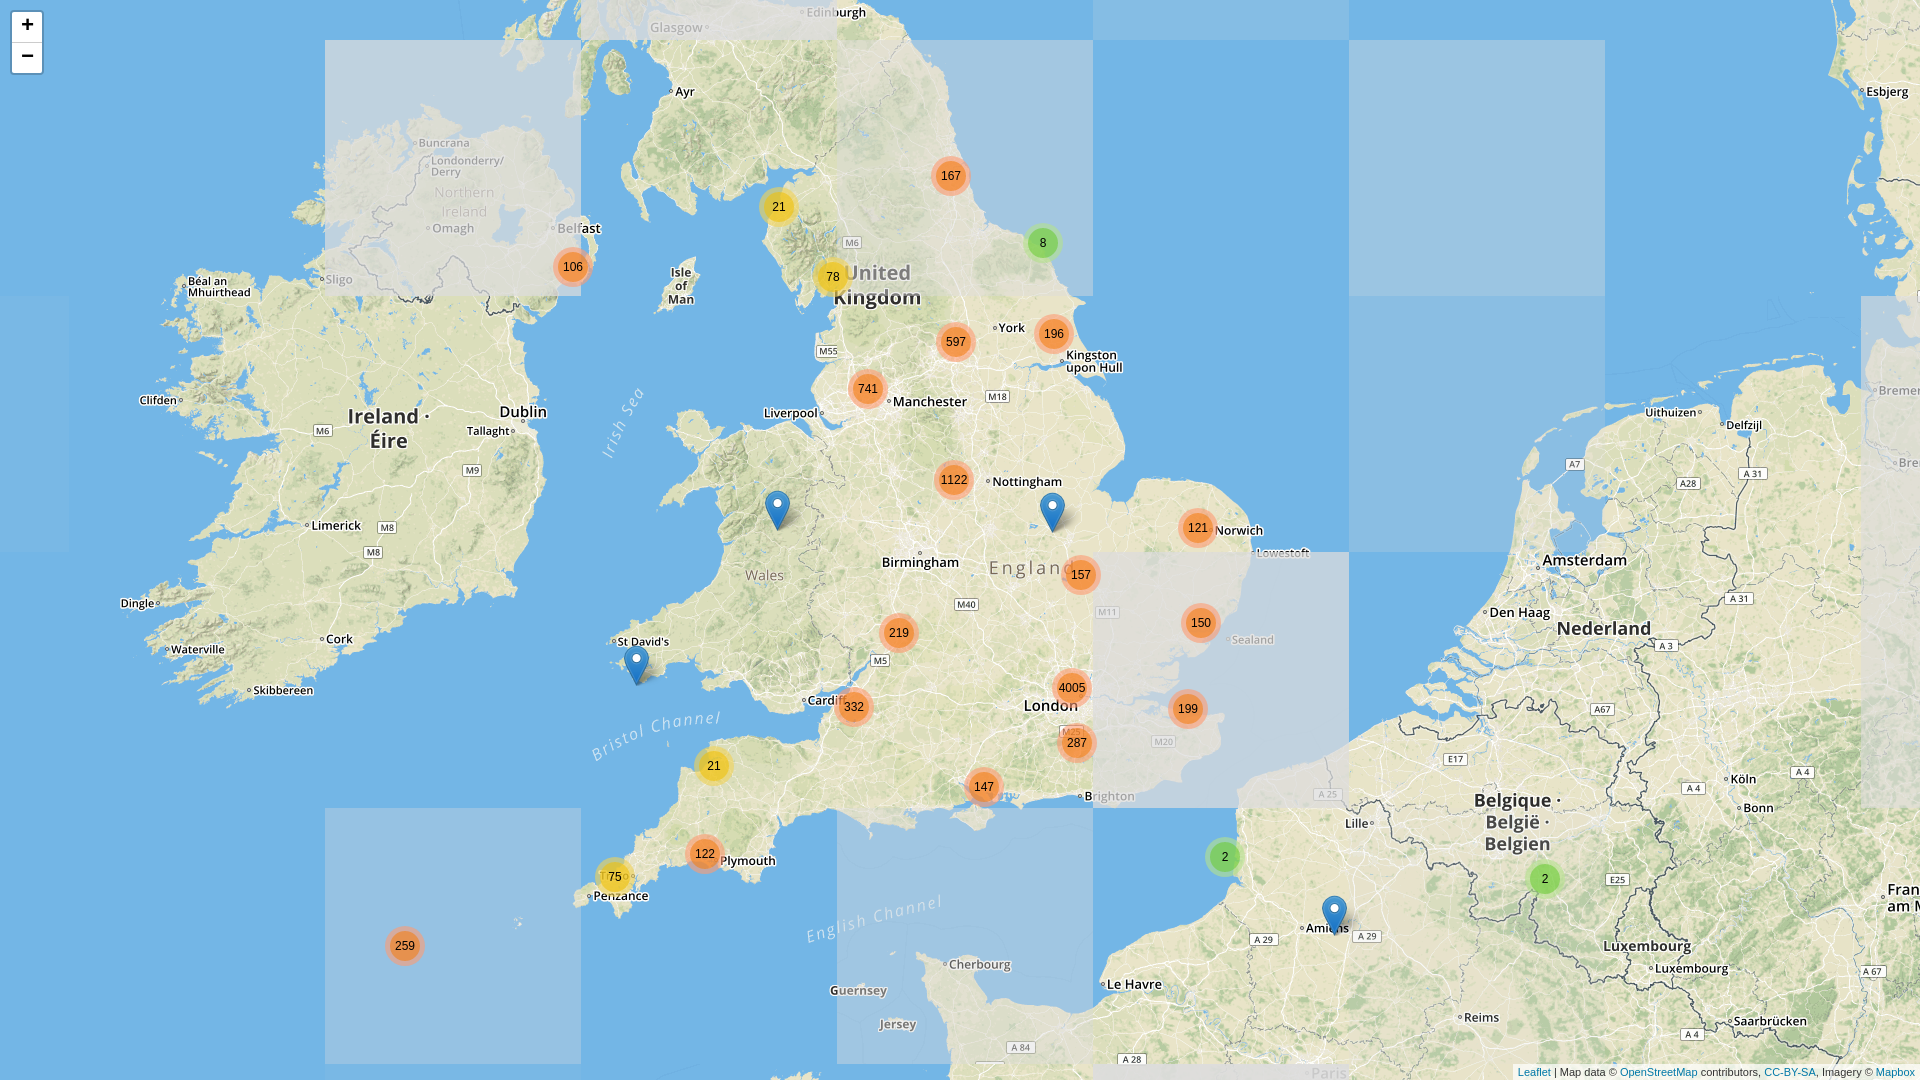 +
−
Glasgow
Edinburgh
Ayr
Esbjerg
Buncrana
Londonderry/
Derry
167
Northern
Ireland
21
Omagh
Belfast
M6
8
106
Sligo
Isle
of
Man
78
United
Kingdom
Béal an
Mhuirthead
York
196
597
M55
Kingston
upon Hull
741
Manchester
M18
Breme
Clifden
Liverpool
Dublin
Uithuizen
Ireland ·
Éire
M6
Tallaght
Delfzijl
Irish Sea
M9
A7
A 31
Bre
1122
Nottingham
A28
Limerick
M8
121
Norwich
M8
Lowestoft
Birmingham
Amsterdam
England
157
Wales
Dingle
M40
M11
Den Haag
A 31
150
219
Nederland
Cork
St David's
Sealand
A 3
Waterville
M5
Skibbereen
4005
Cardiff
332
London
199
A67
Bristol Channel
M25
287
M20
E17
21
Köln
A 4
147
A 4
Brighton
A 25
Belgique ·
België ·
Belgien
Bonn
Lille
122
Plymouth
2
75
2
E25
Penzance
Fran
am M
English Channel
259
Amiens
A 29
A 29
Luxembourg
Cherbourg
Luxembourg
A 67
Le Havre
Guernsey
Reims
Jersey
Saarbrücken
A 4
A 84
A 28
Paris
Leaflet | Map data © OpenStreetMap contributors, CC-BY-SA, Imagery © Mapbox